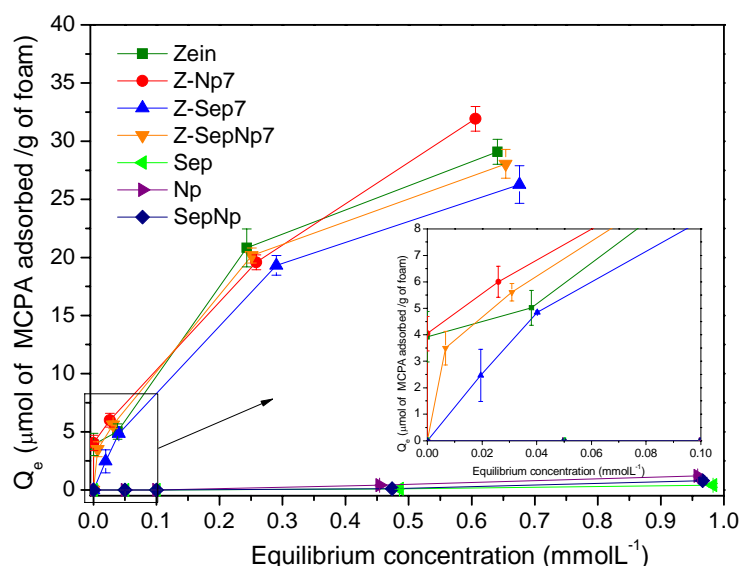 40
35
30
25
20
15
10
5
0
Qₑ (μmol of MCPA adsorbed /g of foam)
Zein
Z-Np7
Z-Sep7
Z-SepNp7
Sep
Np
SepNp
8
7
6
5
4
3
2
1
0
Qₑ (μmol of MCPA adsorbed /g of foam)
0.00 0.02 0.04 0.06 0.08 0.10
Equilibrium concentration (mmolL⁻¹)
0.0 0.1 0.2 0.3 0.4 0.5 0.6 0.7 0.8 0.9 1.0
Equilibrium concentration (mmolL⁻¹)